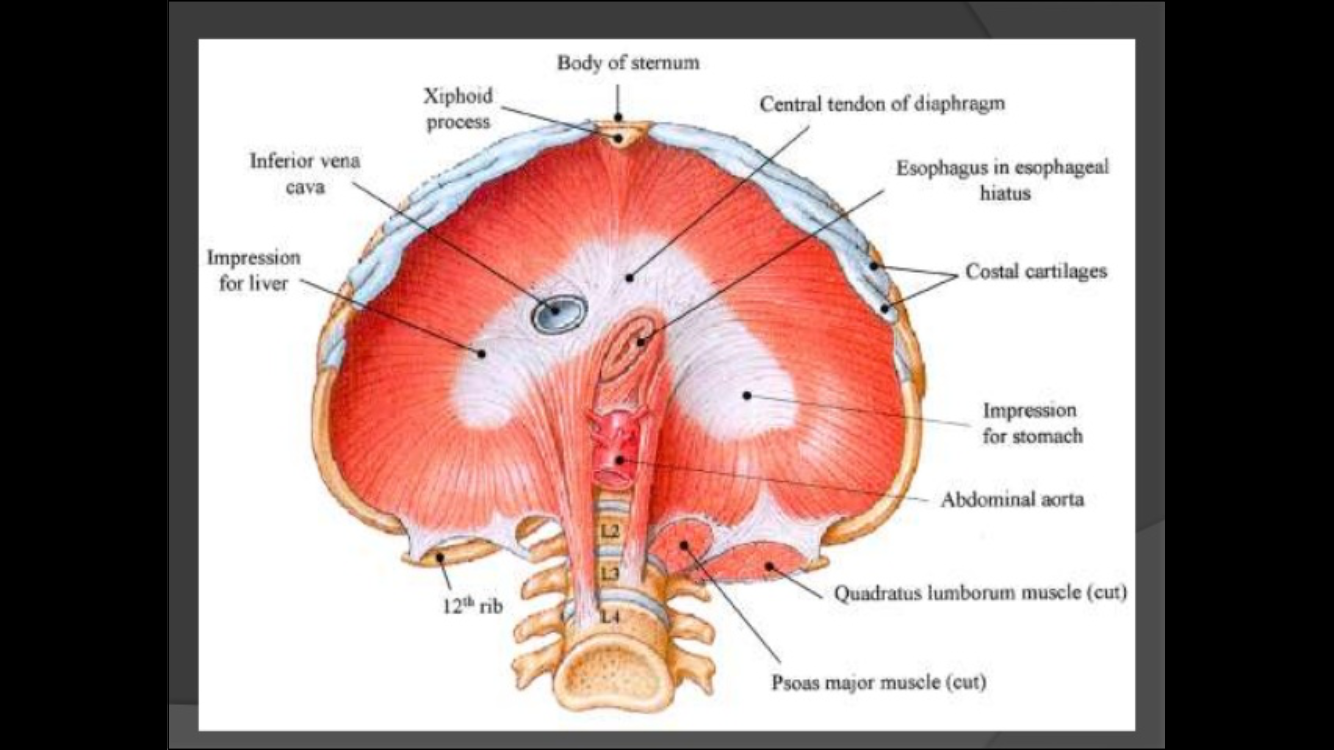 Body of sternum
Xiphoid
process
Central tendon of diaphragm
Inferior vena
cava
Esophagus in esophageal
hiatus
Impression
for liver
Costal cartilages
Impression
for stomach
Abdominal aorta
L2
L3
L4
12th rib
Quadratus lumborum muscle (cut)
Psoas major muscle (cut)